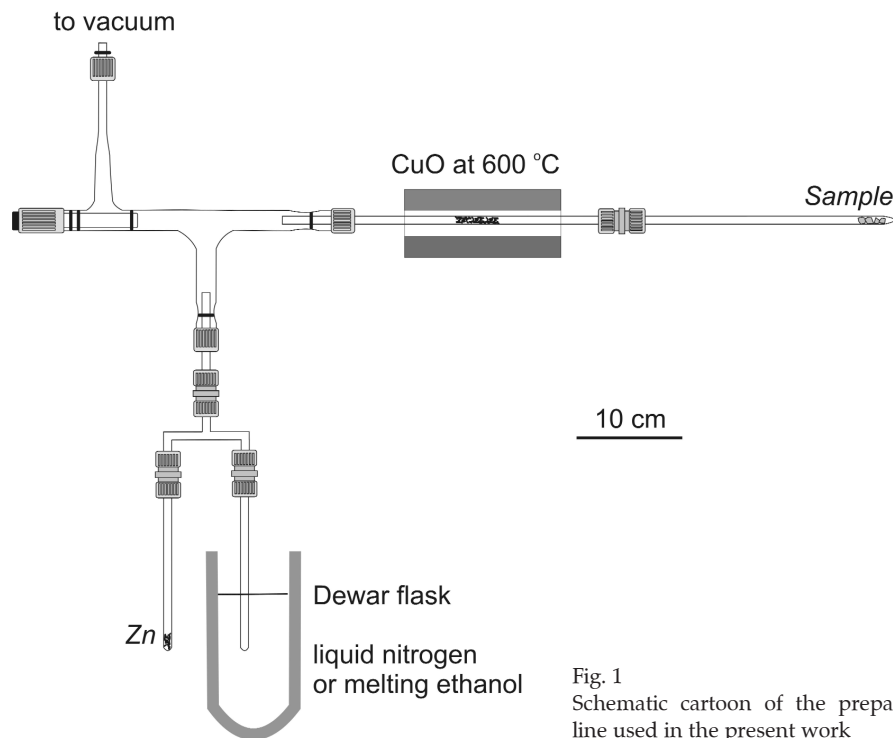 to vacuum
CuO at 600 °C
Sample
10 cm
Dewar flask
Zn
liquid nitrogen
or melting ethanol
Fig. 1
Schematic cartoon of the prepa
line used in the present work